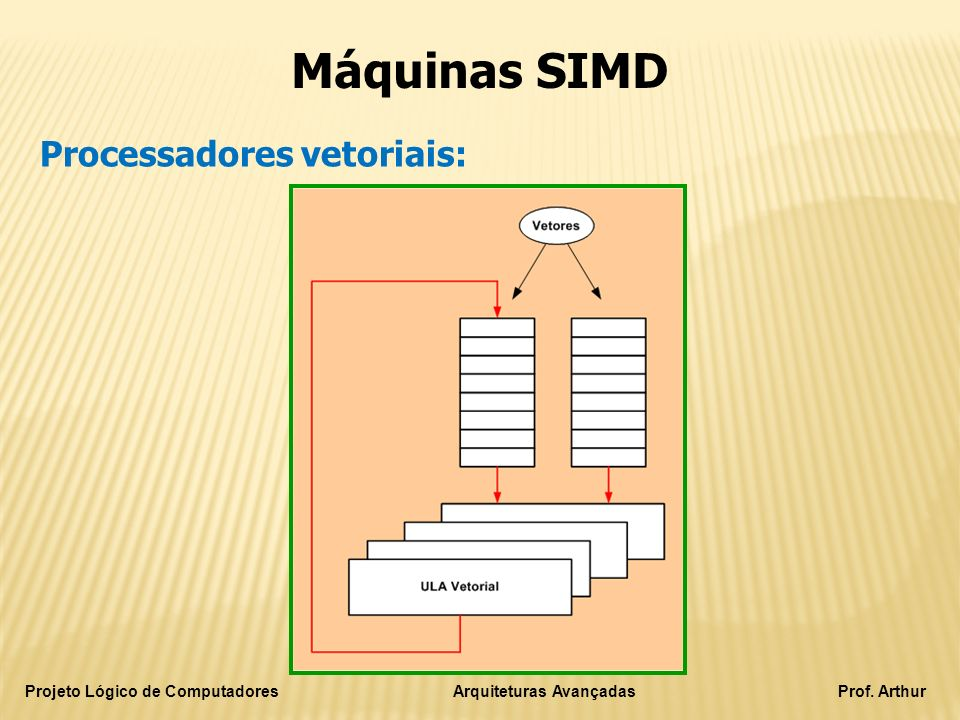 Máquinas SIMD
Processadores vetoriais:
Vetores
ULA Vetorial
Projeto Lógico de Computadores Arquiteturas Avançadas Prof. Arthur